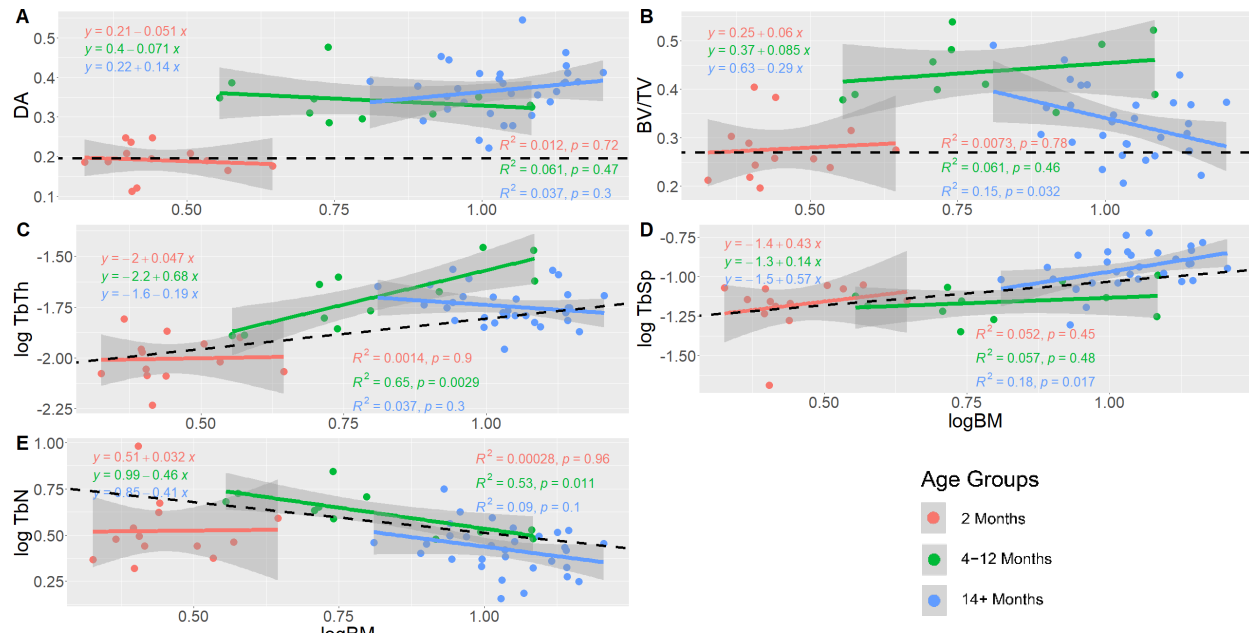 A
DA
0.5
0.4
0.3
0.2
0.1
y = 0.21 − 0.051 x
y = 0.4 − 0.071 x
y = 0.22 + 0.14 x
R² = 0.012, p = 0.72
R² = 0.061, p = 0.47
R² = 0.037, p = 0.3
0.50 0.75 1.00
B
BV/TV
0.5
0.4
0.3
0.2
y = 0.25 + 0.06 x
y = 0.37 + 0.085 x
y = 0.63 − 0.29 x
R² = 0.0073, p = 0.78
R² = 0.061, p = 0.46
R² = 0.15, p = 0.032
0.50 0.75 1.00
C
log TbTh
-1.50
-1.75
-2.00
-2.25
y = −2 + 0.047 x
y = −2.2 + 0.68 x
y = −1.6 − 0.19 x
R² = 0.0014, p = 0.9
R² = 0.65, p = 0.0029
R² = 0.037, p = 0.3
0.50 0.75 1.00
D
log TbSp
-0.75
-1.00
-1.25
-1.50
y = −1.4 + 0.43 x
y = −1.3 + 0.14 x
y = −1.5 + 0.57 x
R² = 0.052, p = 0.45
R² = 0.057, p = 0.48
R² = 0.18, p = 0.017
0.50 0.75 1.00
logBM
E
log TbN
1.00
0.75
0.50
0.25
y = 0.51 + 0.032 x
y = 0.99 − 0.46 x
y = 0.85 − 0.41 x
R² = 0.00028, p = 0.96
R² = 0.53, p = 0.011
R² = 0.09, p = 0.1
0.50 0.75 1.00
logBM
Age Groups
2 Months
4−12 Months
14+ Months